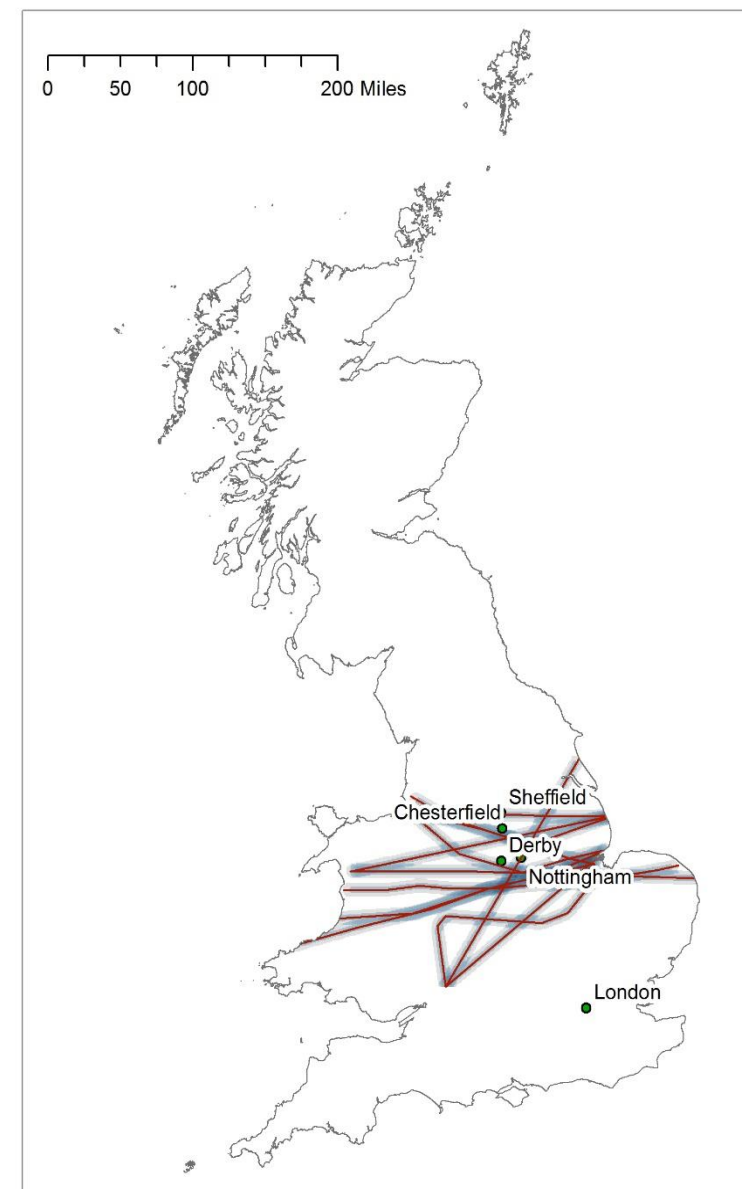 0 50 100 200 Miles
Sheffield
Chesterfield
Derby
Nottingham
London